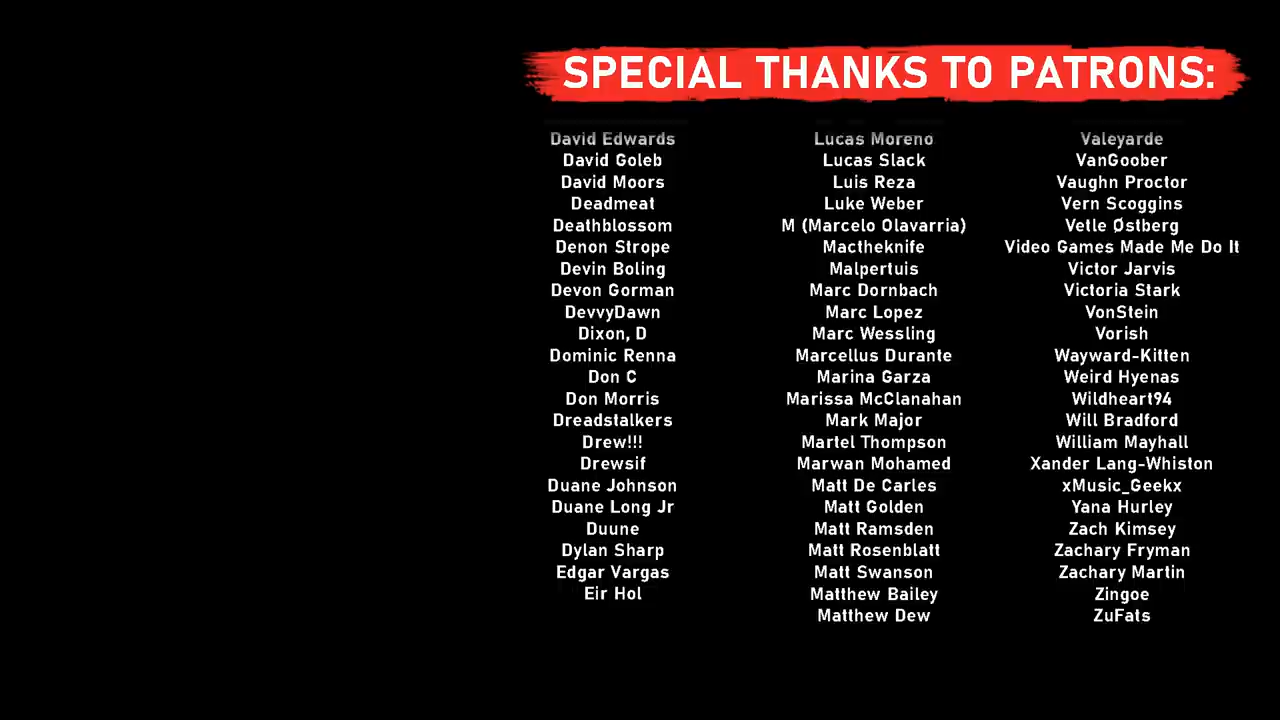 SPECIAL THANKS TO PATRONS:
David Edwards
David Goleb
David Moors
Deadmeat
Deathblossom
Denon Strope
Devin Boling
Devon Gorman
DevvyDawn
Dixon, D
Dominic Renna
Don C
Don Morris
Dreadstalkers
Drew!!!
Drewsif
Duane Johnson
Duane Long Jr
Duune
Dylan Sharp
Edgar Vargas
Eir Hol
Lucas Moreno
Lucas Slack
Luis Reza
Luke Weber
M (Marcelo Olavarria)
Mactheknife
Malpertuis
Marc Dornbach
Marc Lopez
Marc Wessling
Marcellus Durante
Marina Garza
Marissa McClanahan
Mark Major
Martel Thompson
Marwan Mohamed
Matt De Carles
Matt Golden
Matt Ramsden
Matt Rosenblatt
Matt Swanson
Matthew Bailey
Matthew Dew
Valeyarde
VanGoober
Vaughn Proctor
Vern Scoggins
Vetle Østberg
Video Games Made Me Do It
Victor Jarvis
Victoria Stark
VonStein
Vorish
Wayward-Kitten
Weird Hyenas
Wildheart94
Will Bradford
William Mayhall
Xander Lang-Whiston
xMusic_Geekx
Yana Hurley
Zach Kimsey
Zachary Fryman
Zachary Martin
Zingoe
ZuFats